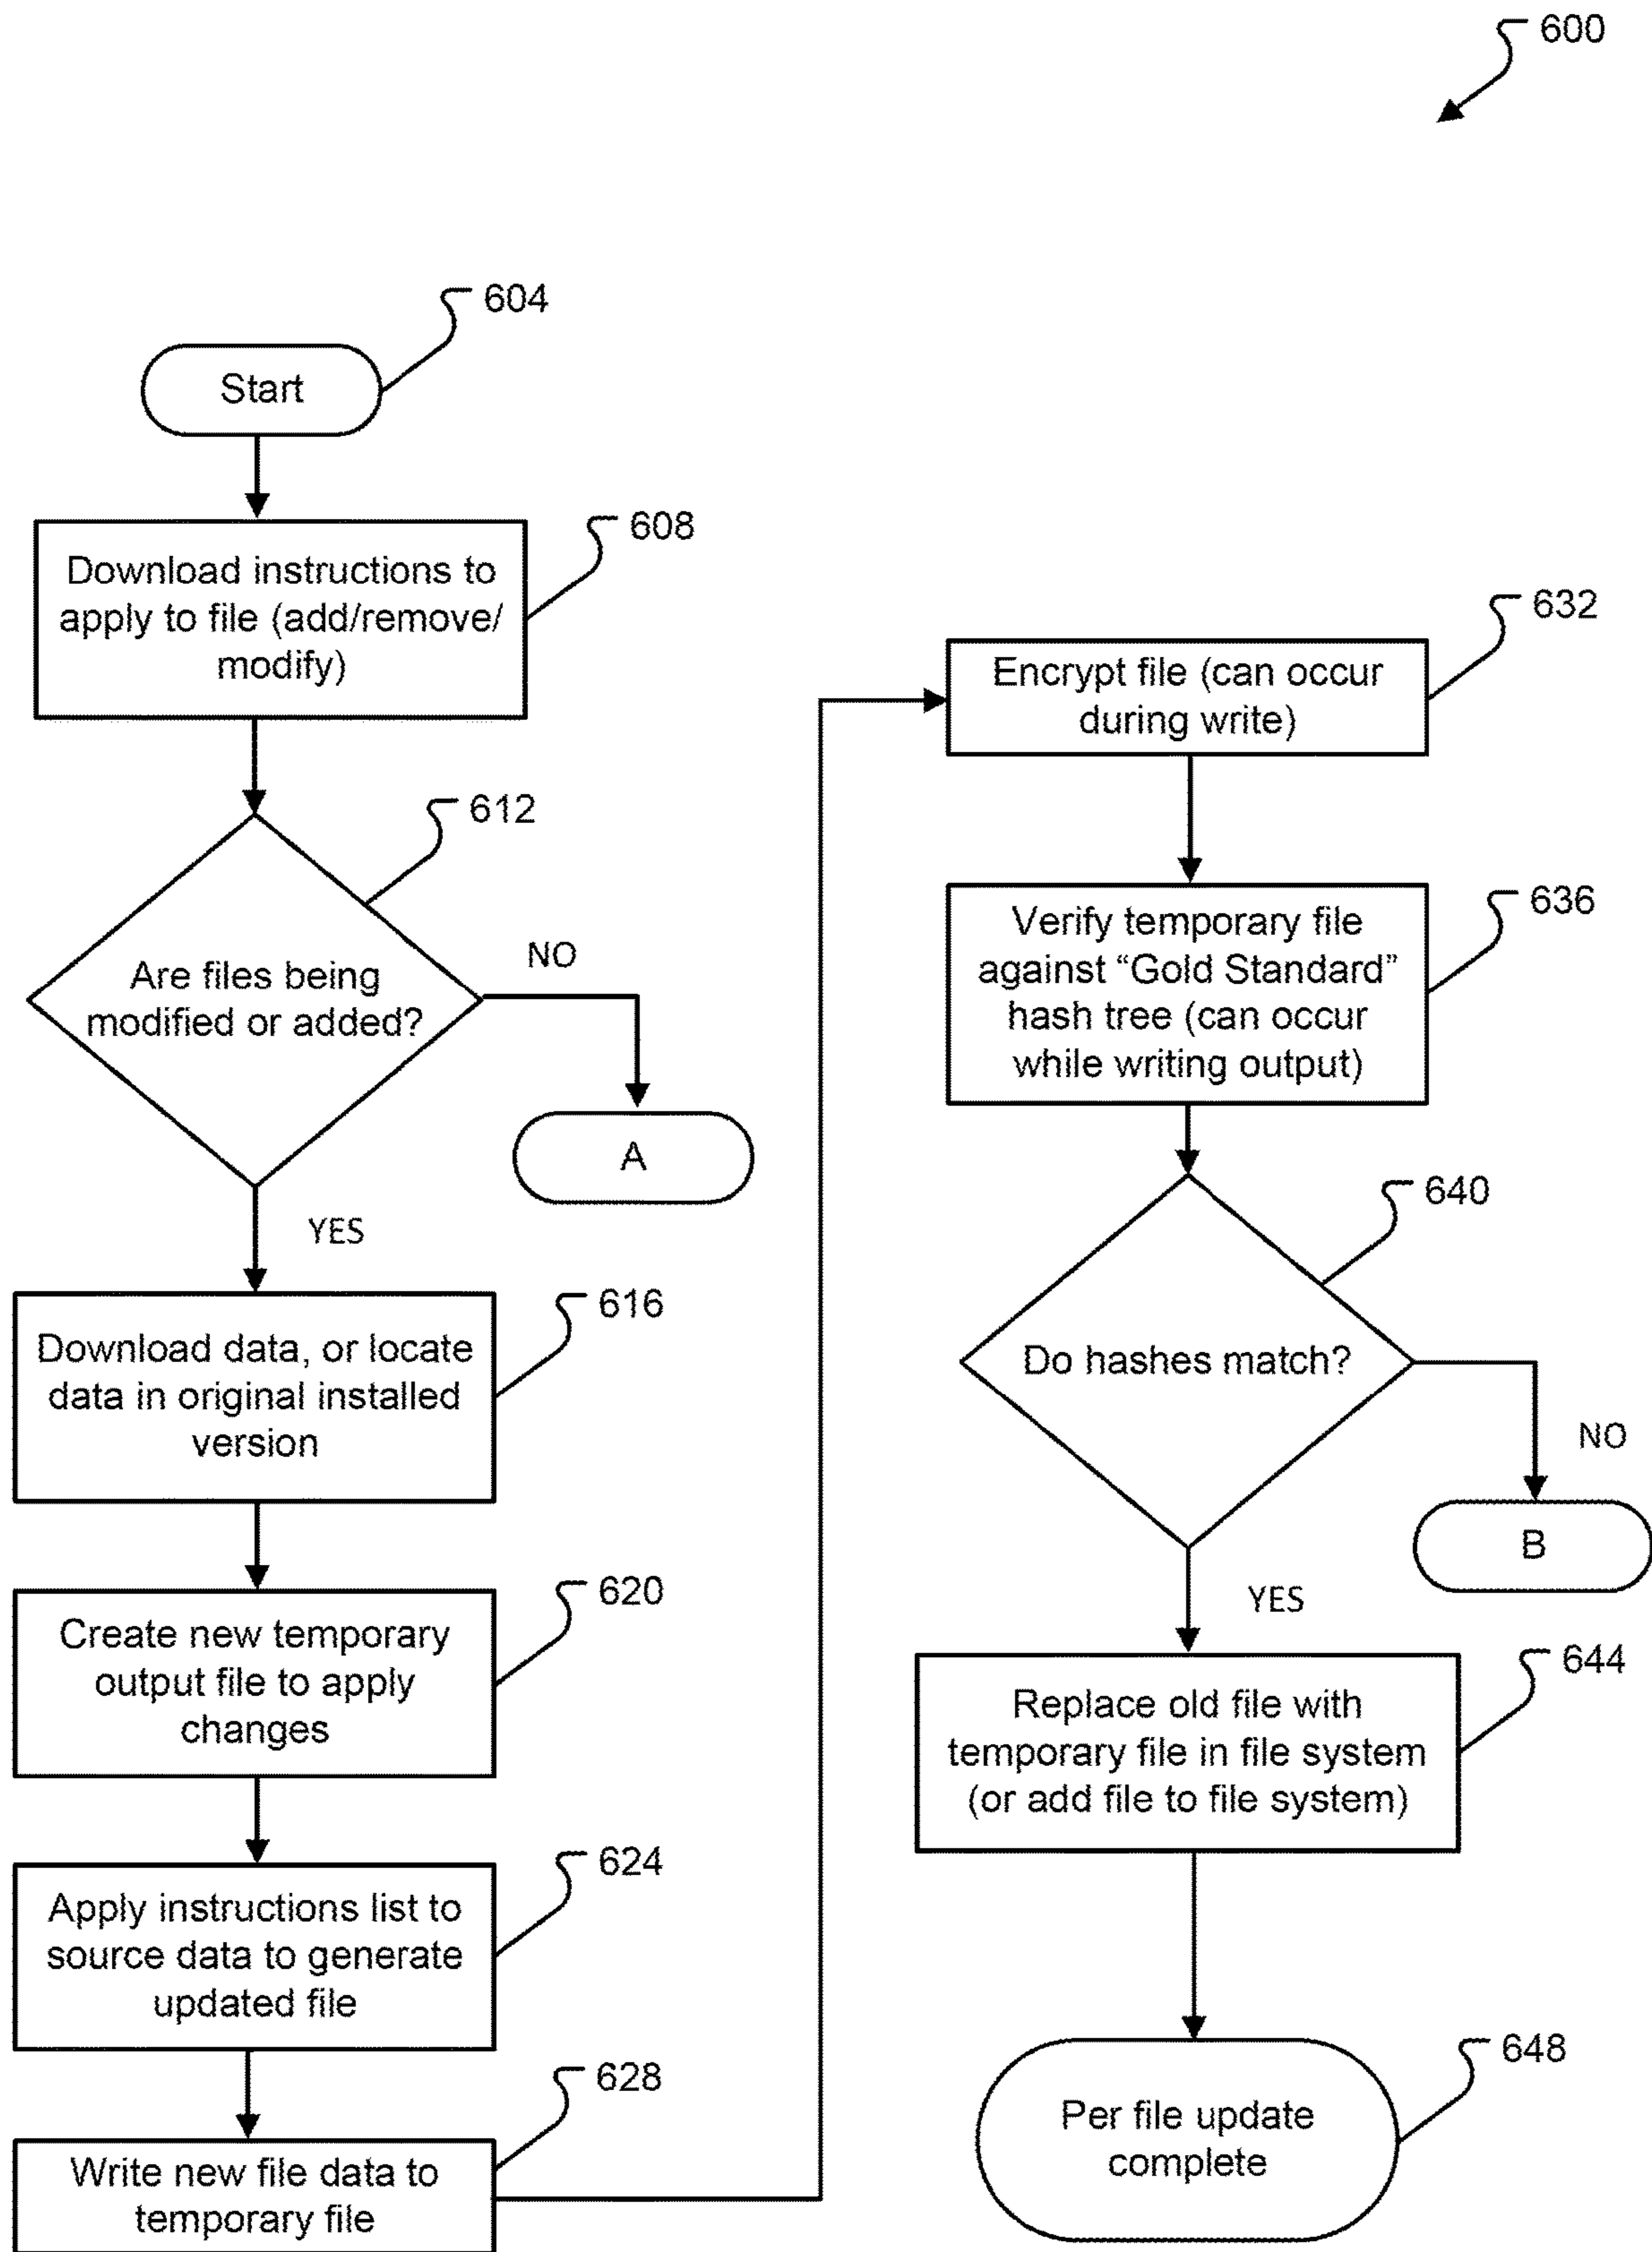 600
604
Start
608
Download instructions to
apply to file (add/remove/
modify)
612
Are files being
modified or added?
NO
A
YES
616
Download data, or locate
data in original installed
version
620
Create new temporary
output file to apply
changes
624
Apply instructions list to
source data to generate
updated file
628
Write new file data to
temporary file
632
Encrypt file (can occur
during write)
636
Verify temporary file
against “Gold Standard”
hash tree (can occur
while writing output)
640
Do hashes match?
NO
B
YES
644
Replace old file with
temporary file in file system
(or add file to file system)
648
Per file update
complete